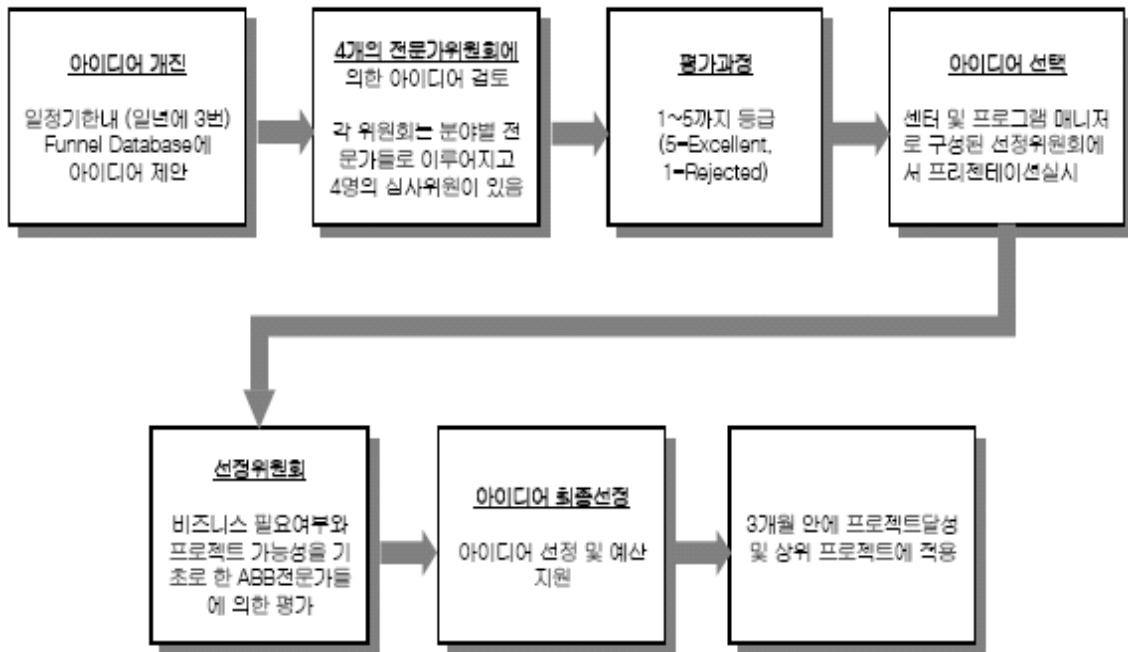 아이디어 개진
일정기한내 (일년에 3번)
Funnel Database에
아이디어 제안
4개의 전문가위원회에
의한 아이디어 검토
각 위원회는 분야별 전
문가들로 이루어지고
4명의 심사위원이 있음
평가과정
1~5까지 등급
(5=Excellent,
1=Rejected)
아이디어 선택
센터 및 프로그램 매니저
로 구성된 선정위원회에
서 프리젠테이션실시
선정위원회
비즈니스 필요여부와
프로젝트 가능성을 기
초로 한 ABB전문가들
에 의한 평가
아이디어 최종선정
아이디어 선정 및 예산
지원
3개월 안에 프로젝트달성
및 상위 프로젝트에 적용